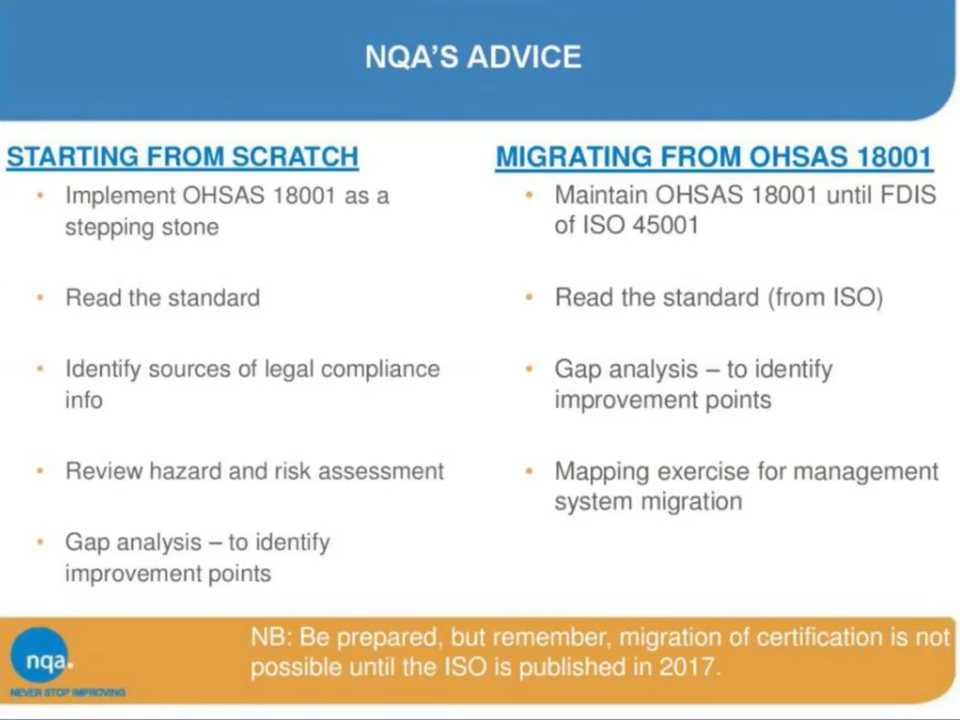 NQA'S ADVICE
STARTING FROM SCRATCH
• Implement OHSAS 18001 as a
stepping stone
• Read the standard
• Identify sources of legal compliance
info
• Review hazard and risk assessment
• Gap analysis – to identify
improvement points
MIGRATING FROM OHSAS 18001
• Maintain OHSAS 18001 until FDIS
of ISO 45001
• Read the standard (from ISO)
• Gap analysis – to identify
improvement points
• Mapping exercise for management
system migration
nqa.
NEVER STOP IMPROVING
NB: Be prepared, but remember, migration of certification is not
possible until the ISO is published in 2017.